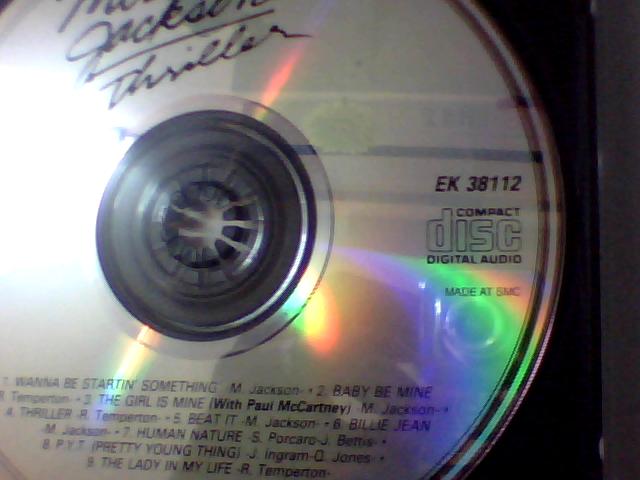 Jackson
Thriller
EK 38112
COMPACT
disc
DIGITAL AUDIO
MADE AT SMC
1. WANNA BE STARTIN' SOMETHING -M. Jackson- • 2. BABY BE MINE
R. Temperton- • 3. THE GIRL IS MINE (With Paul McCartney) -M. Jackson- •
4. THRILLER -R. Temperton- • 5. BEAT IT -M. Jackson- • 6. BILLIE JEAN
-M. Jackson- • 7. HUMAN NATURE -S. Porcaro-J. Bettis- •
8. P.Y.T. (PRETTY YOUNG THING) -J. Ingram-Q. Jones- •
9. THE LADY IN MY LIFE -R. Temperton-